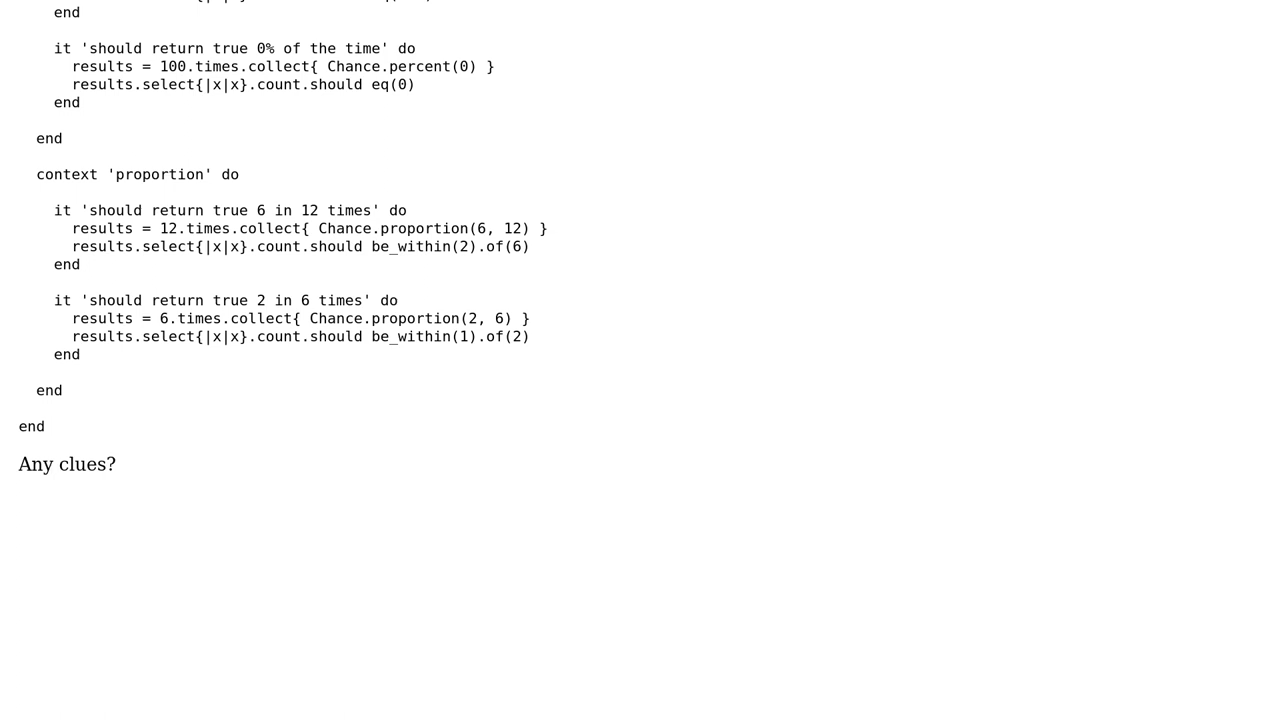 end
it 'should return true 0% of the time' do
results = 100.times.collect{ Chance.percent(0) }
results.select{|x|x}.count.should eq(0)
end
end
context 'proportion' do
it 'should return true 6 in 12 times' do
results = 12.times.collect{ Chance.proportion(6, 12) }
results.select{|x|x}.count.should be_within(2).of(6)
end
it 'should return true 2 in 6 times' do
results = 6.times.collect{ Chance.proportion(2, 6) }
results.select{|x|x}.count.should be_within(1).of(2)
end
end
end
Any clues?